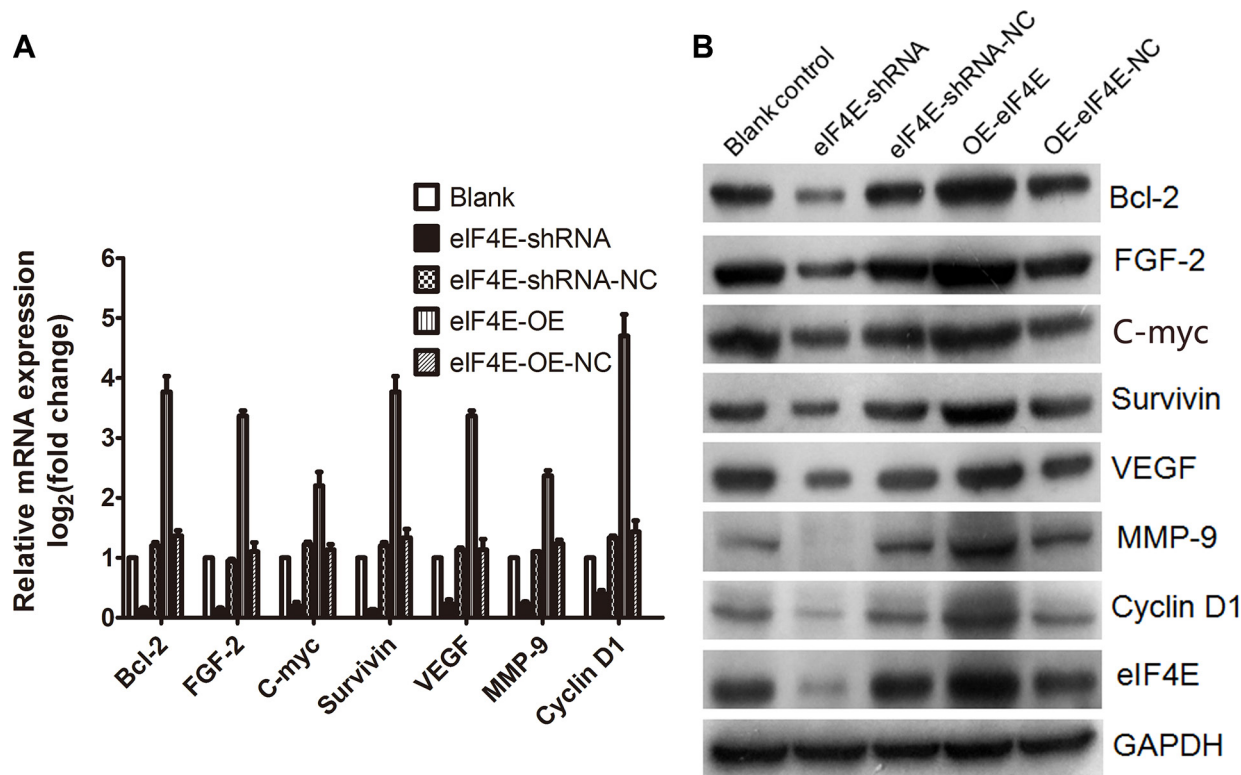 A
Relative mRNA expression
log₂(fold change)
6
5
4
3
2
1
0
Blank
eIF4E-shRNA
eIF4E-shRNA-NC
eIF4E-OE
eIF4E-OE-NC
Bcl-2
FGF-2
C-myc
Survivin
VEGF
MMP-9
Cyclin D1
B
Blank control
eIF4E-shRNA
eIF4E-shRNA-NC
OE-eIF4E
OE-eIF4E-NC
Bcl-2
FGF-2
C-myc
Survivin
VEGF
MMP-9
Cyclin D1
eIF4E
GAPDH